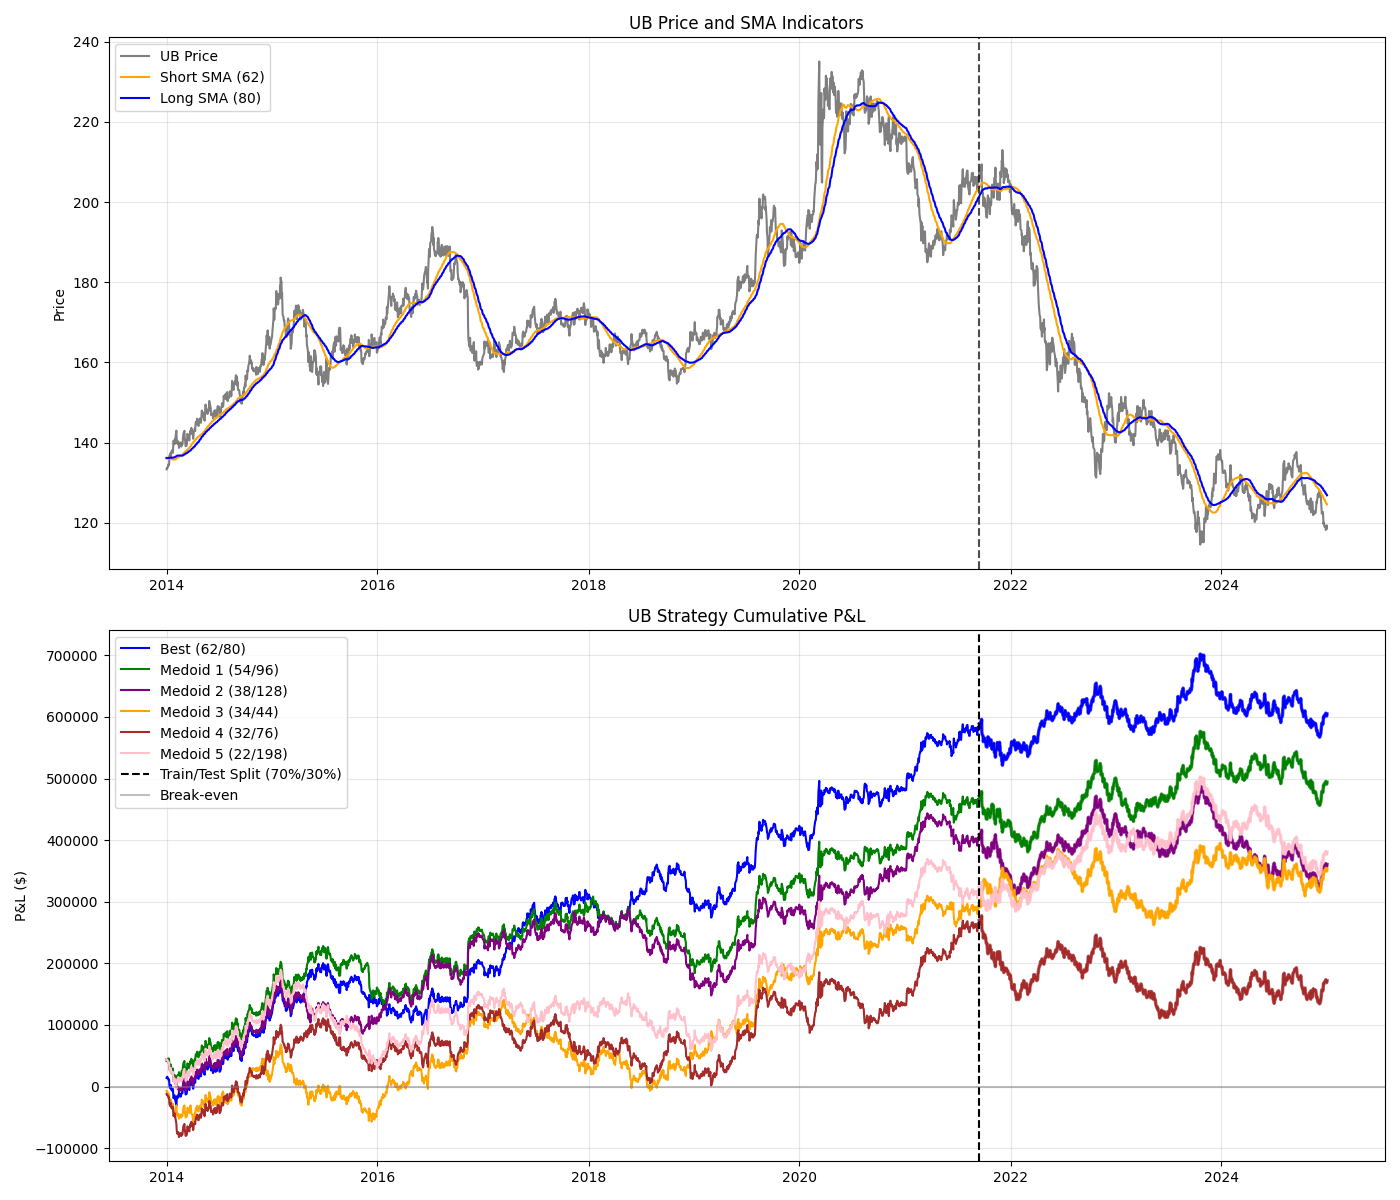 UB Price and SMA Indicators
UB Price
Short SMA (62)
Long SMA (80)
Price
240
220
200
180
160
140
120
2014
2016
2018
2020
2022
2024
UB Strategy Cumulative P&L
Best (62/80)
Medoid 1 (54/96)
Medoid 2 (38/128)
Medoid 3 (34/44)
Medoid 4 (32/76)
Medoid 5 (22/198)
Train/Test Split (70%/30%)
Break-even
P&L ($)
700000
600000
500000
400000
300000
200000
100000
0
−100000
2014
2016
2018
2020
2022
2024